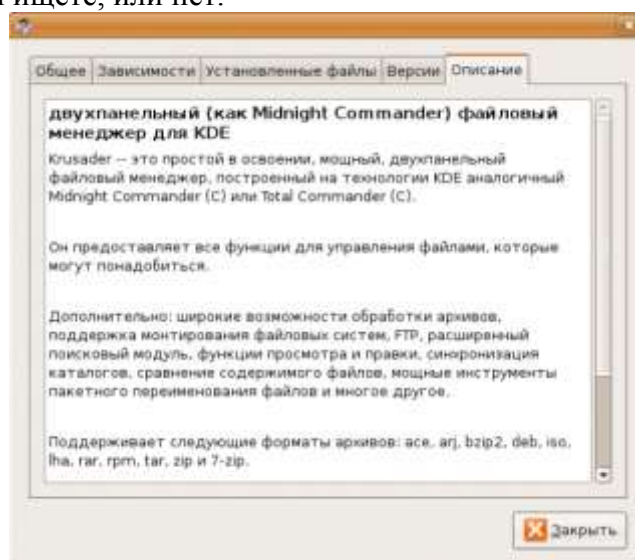 ищете, или нет.
Общее Зависимости Установленные файлы Версии Описание
двухпанельный (как Midnight Commander) файловый
менеджер для KDE
Krusader -- это простой в освоении, мощный, двухпанельный
файловый менеджер, построенный на технологии KDE аналогичный
Midnight Commander (C) или Total Commander (C).
Он предоставляет все функции для управления файлами, которые
могут понадобиться.
Дополнительно: широкие возможности обработки архивов,
поддержка монтирования файловых систем, FTP, расширенный
поисковый модуль, функции просмотра и правки, синхронизация
каталогов, сравнение содержимого файлов, мощные инструменты
пакетного переименования файлов и многое другое.
Поддерживает следующие форматы архивов: ace, arj, bzip2, deb, iso,
lha, rar, rpm, tar, zip и 7-zip.
Закрыть